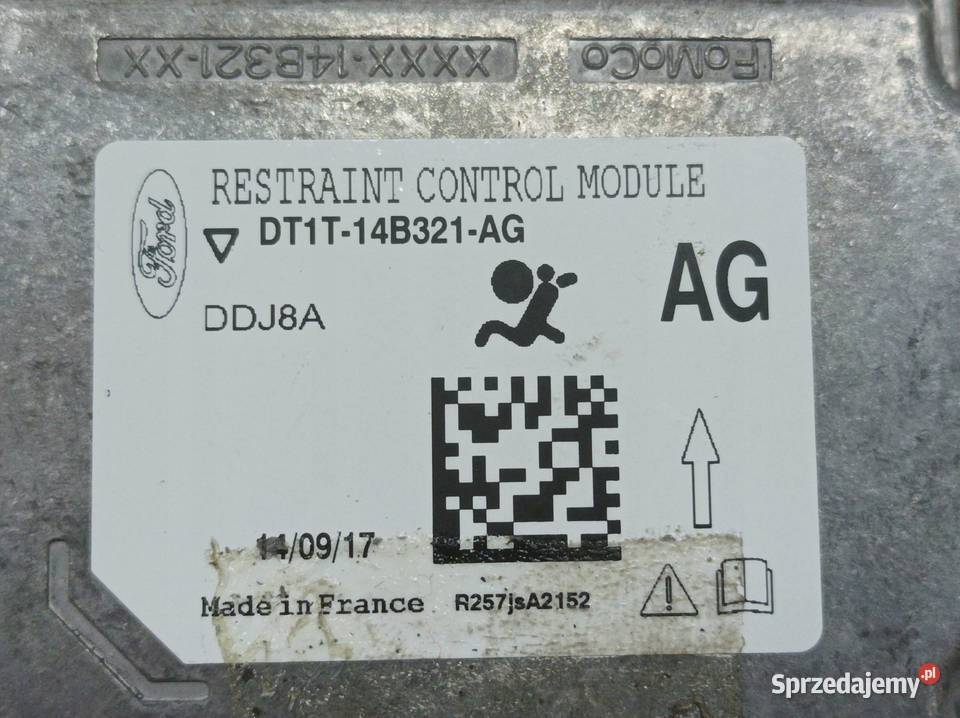 XXXX-14B321-XX
FoMoCo
RESTRAINT CONTROL MODULE
Ford
DT1T-14B321-AG
AG
DDJ8A
14/09/17
Made in France
R257jsA2152
Sprzedajemy.pl